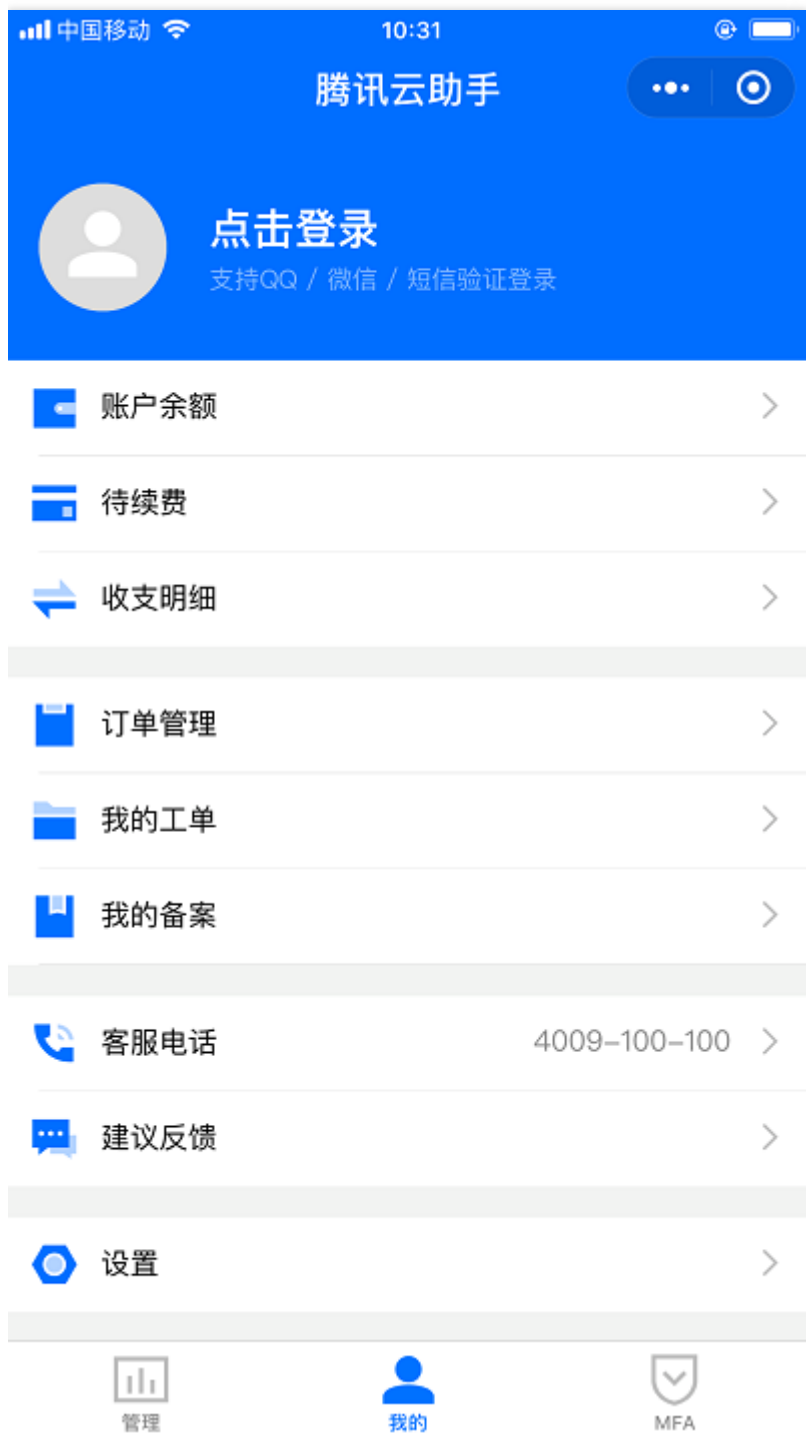 中国移动 10:31
腾讯云助手
点击登录
支持QQ / 微信 / 短信验证登录
账户余额
待续费
收支明细
订单管理
我的工单
我的备案
客服电话 4009-100-100
建议反馈
设置
管理 我的 MFA